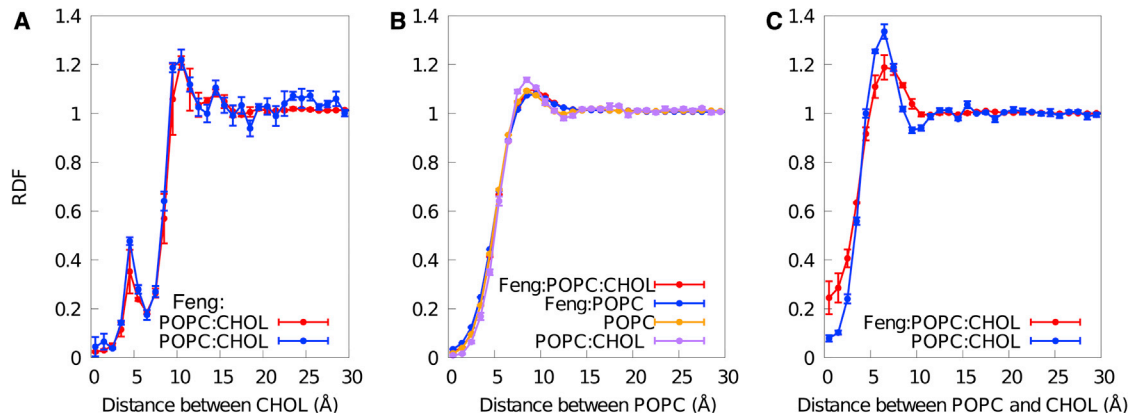 A
RDF
1.4
1.2
1
0.8
0.6
0.4
0.2
0
Feng:
POPC:CHOL
POPC:CHOL
0 5 10 15 20 25 30
Distance between CHOL (Å)
B
1.4
1.2
1
0.8
0.6
0.4
0.2
0
Feng:POPC:CHOL
Feng:POPC
POPC
POPC:CHOL
0 5 10 15 20 25 30
Distance between POPC (Å)
C
1.4
1.2
1
0.8
0.6
0.4
0.2
0
Feng:POPC:CHOL
POPC:CHOL
0 5 10 15 20 25 30
Distance between POPC and CHOL (Å)